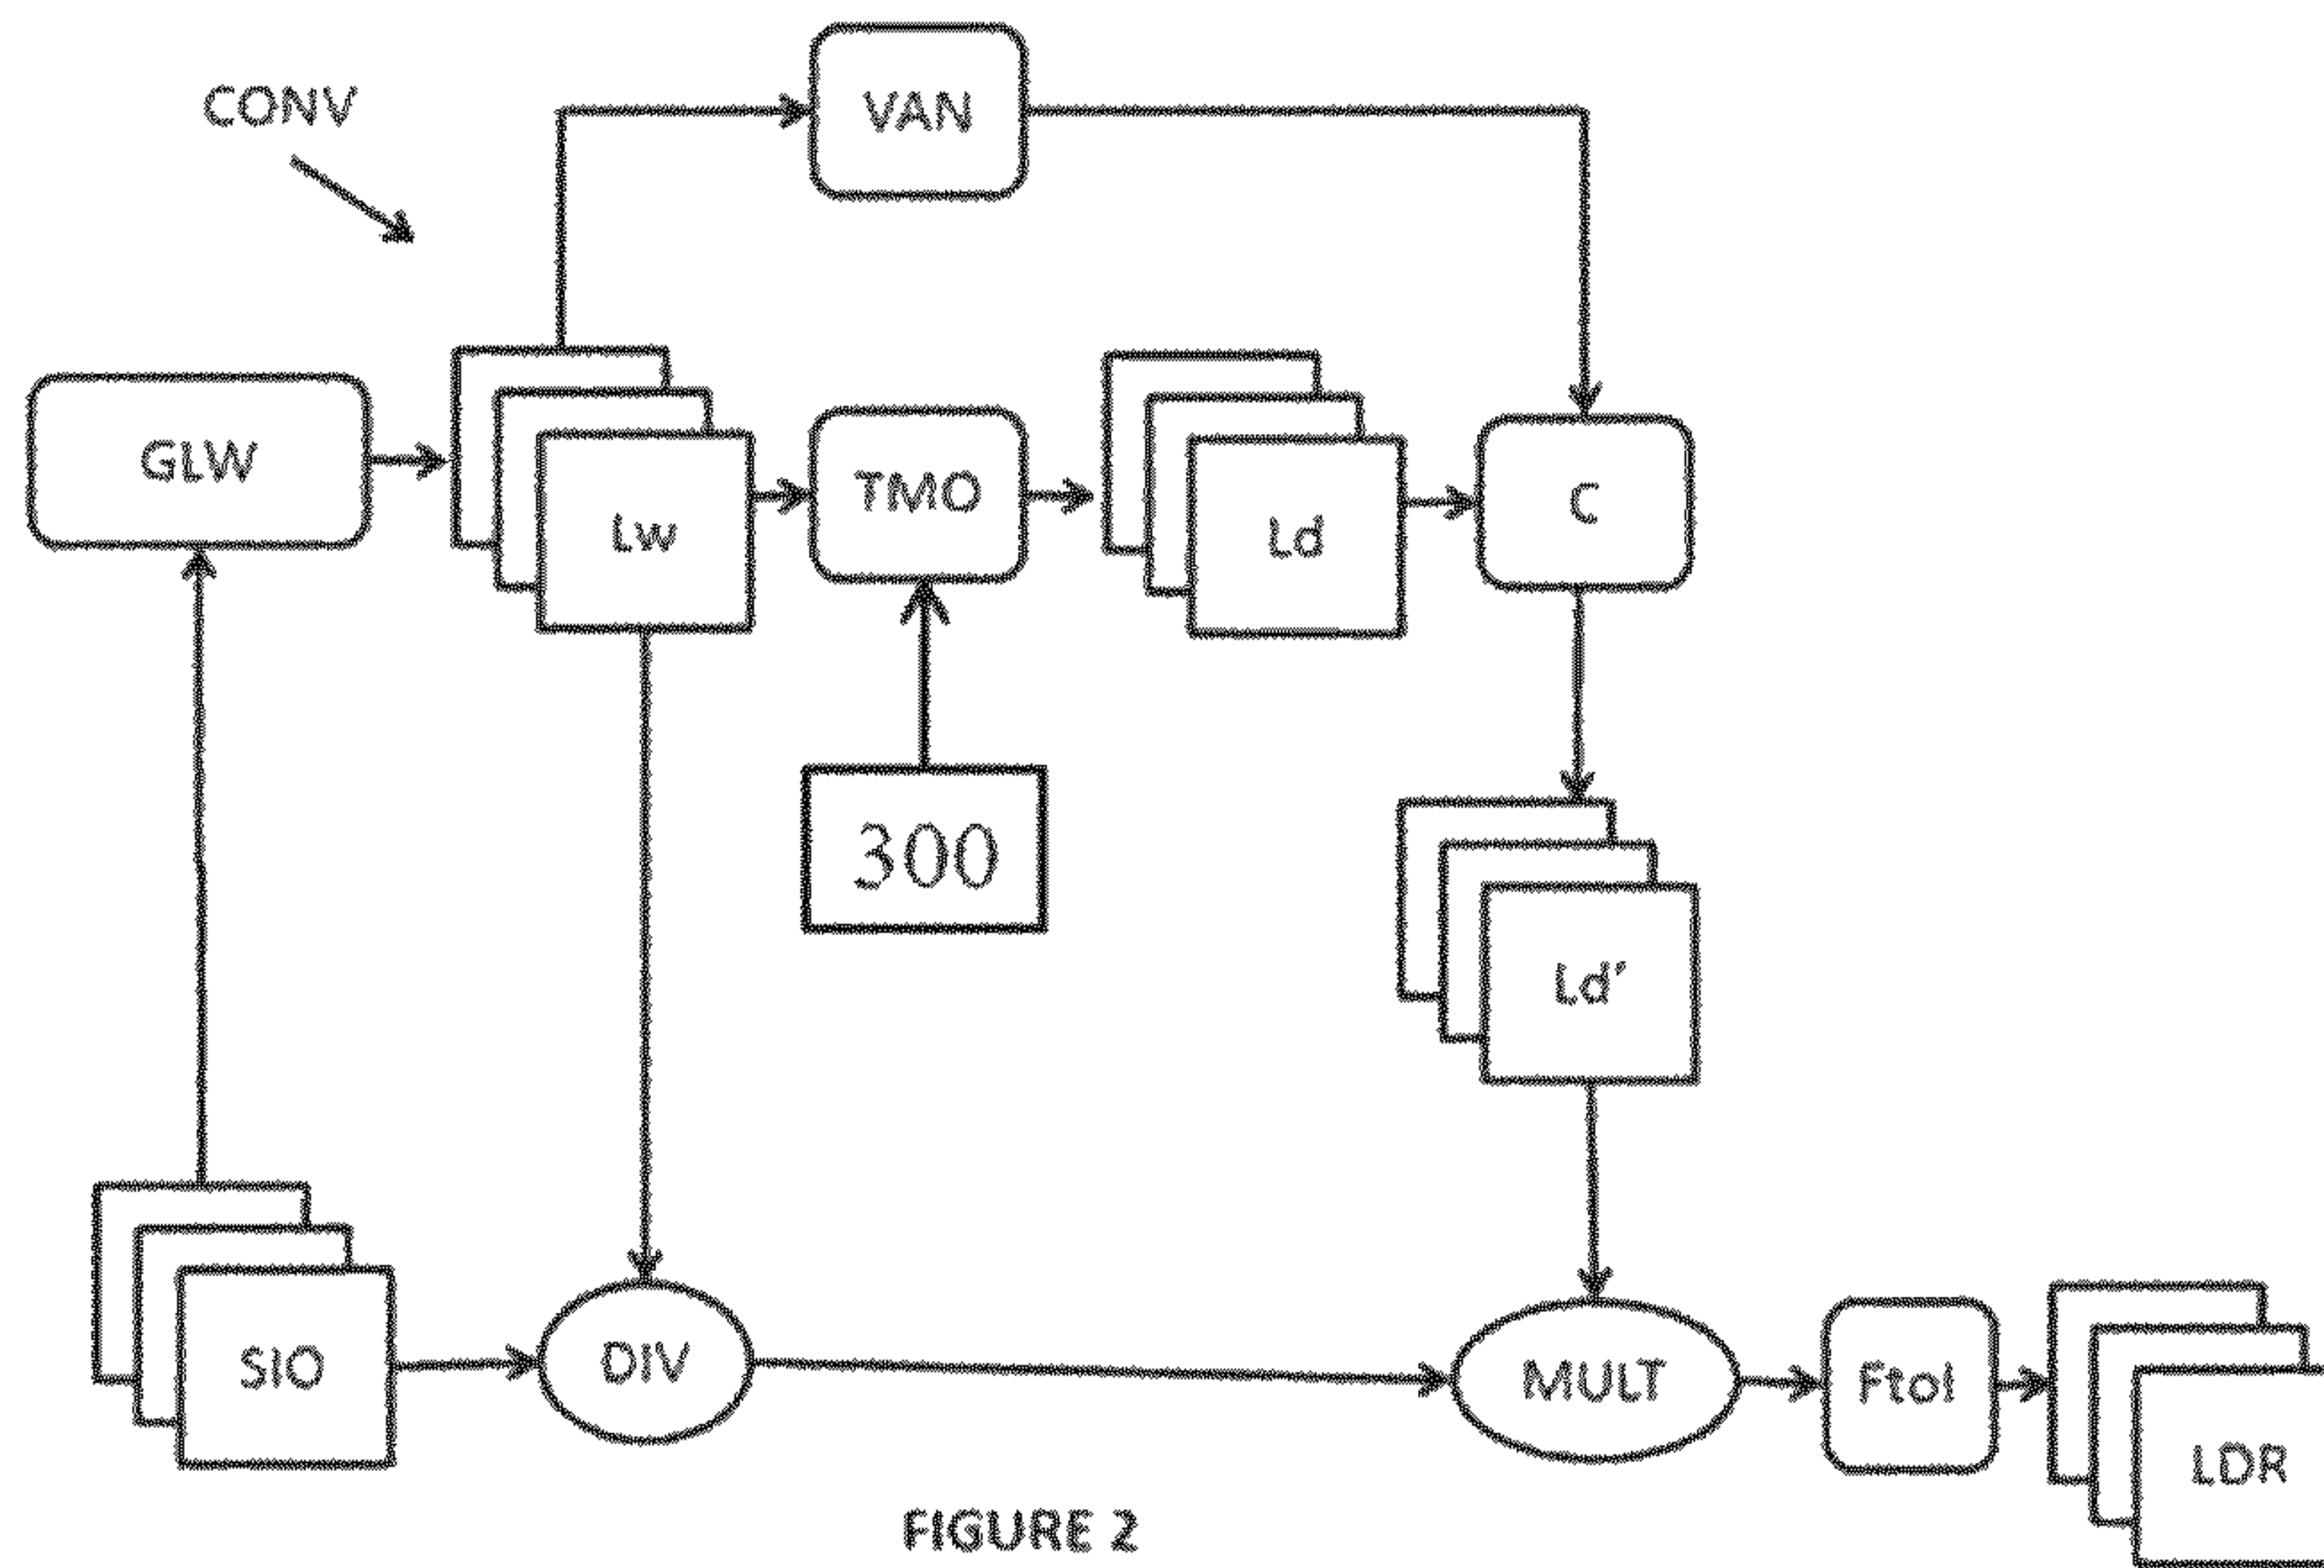 CONV
VAN
GLW
Lw
TMO
Ld
C
300
Ld'
SIO
DIV
MULT
FtoI
LDR
FIGURE 2